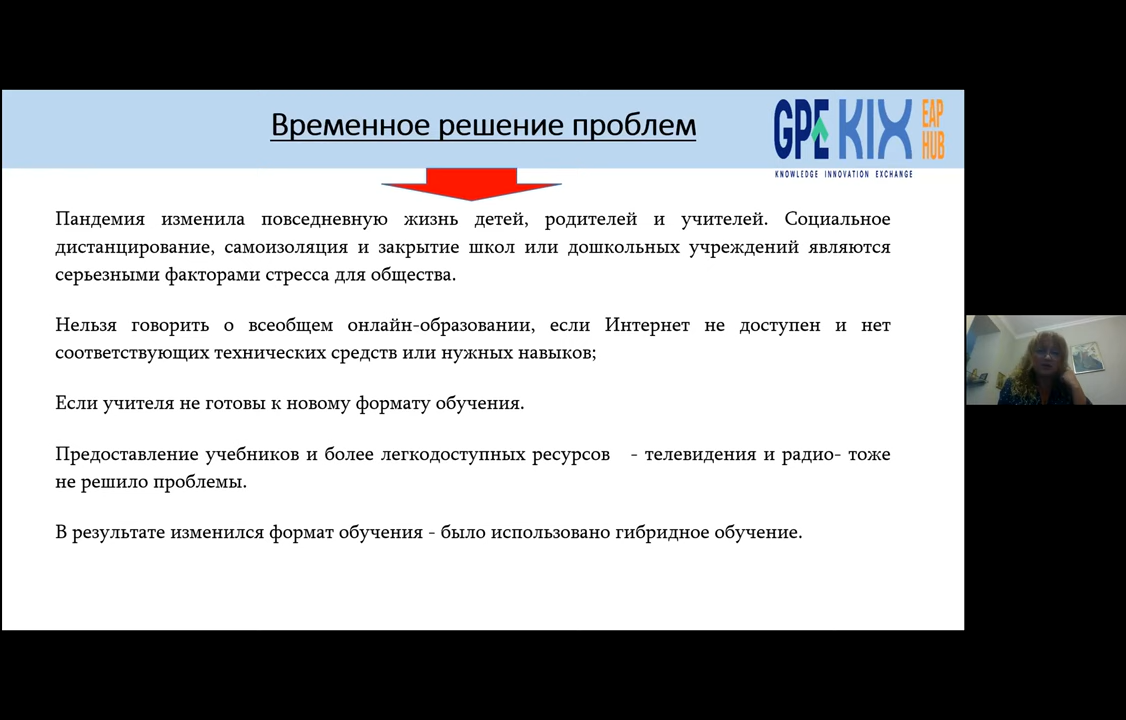 Временное решение проблем
GPE KIX EAP HUB
KNOWLEDGE INNOVATION EXCHANGE
Пандемия изменила повседневную жизнь детей, родителей и учителей. Социальное
дистанцирование, самоизоляция и закрытие школ или дошкольных учреждений являются
серьезными факторами стресса для общества.
Нельзя говорить о всеобщем онлайн-образовании, если Интернет не доступен и нет
соответствующих технических средств или нужных навыков;
Если учителя не готовы к новому формату обучения.
Предоставление учебников и более легкодоступных ресурсов - телевидения и радио- тоже
не решило проблемы.
В результате изменился формат обучения - было использовано гибридное обучение.